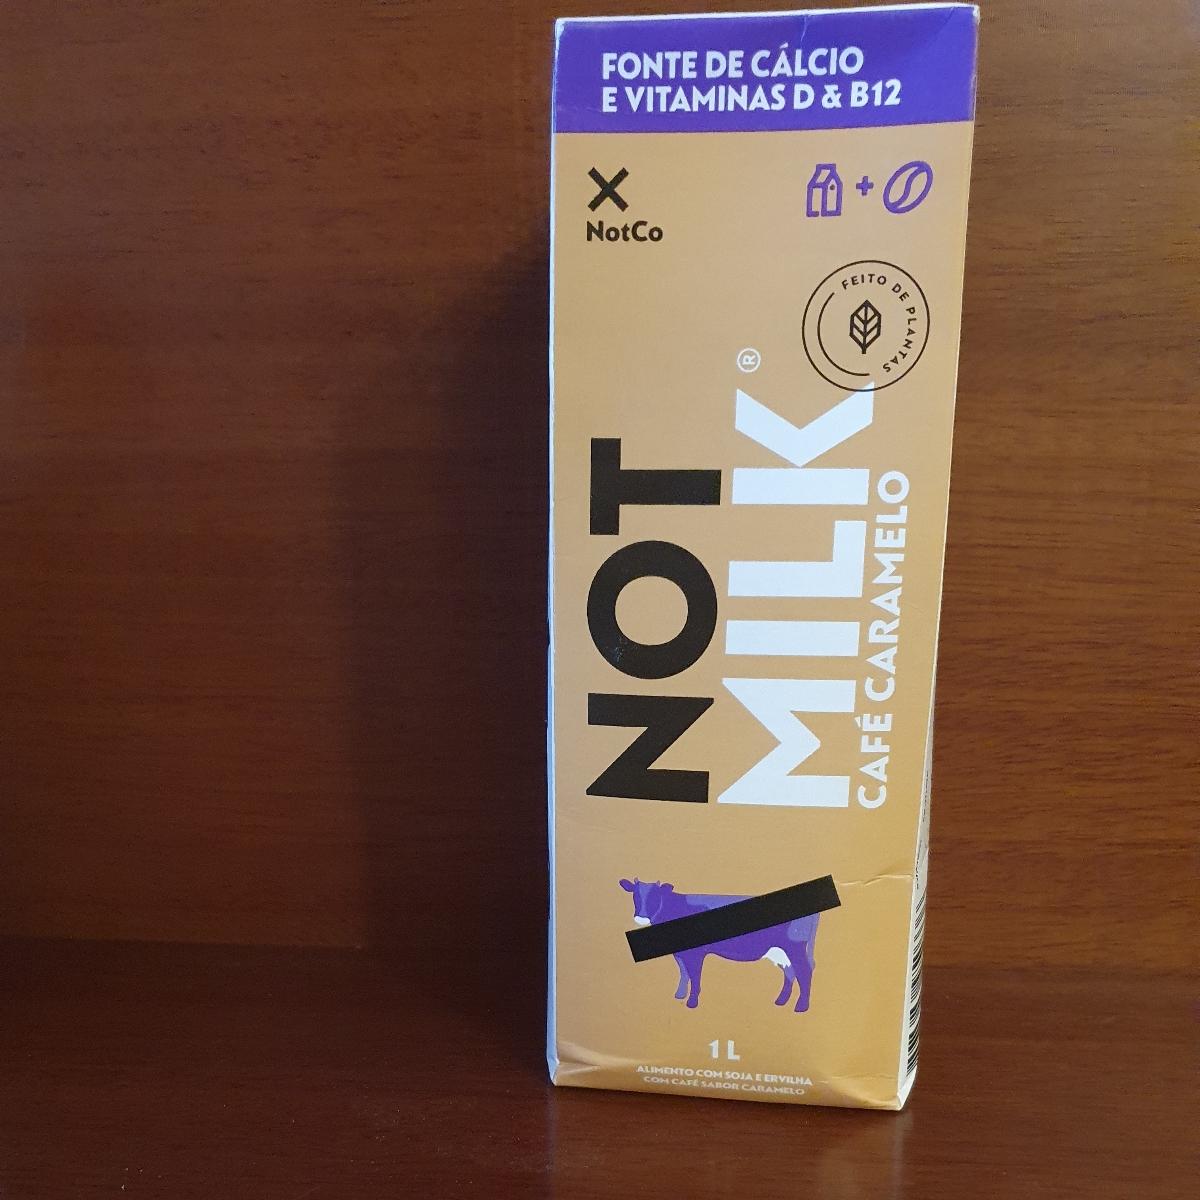 FONTE DE CÁLCIO
E VITAMINAS D & B12
NotCo
+
FEITO DE PLANTAS
NOT
MILK®
CAFÉ CARAMELO
1 L
ALIMENTO COM SOJA E ERVILHA
COM CAFÉ SABOR CARAMELO